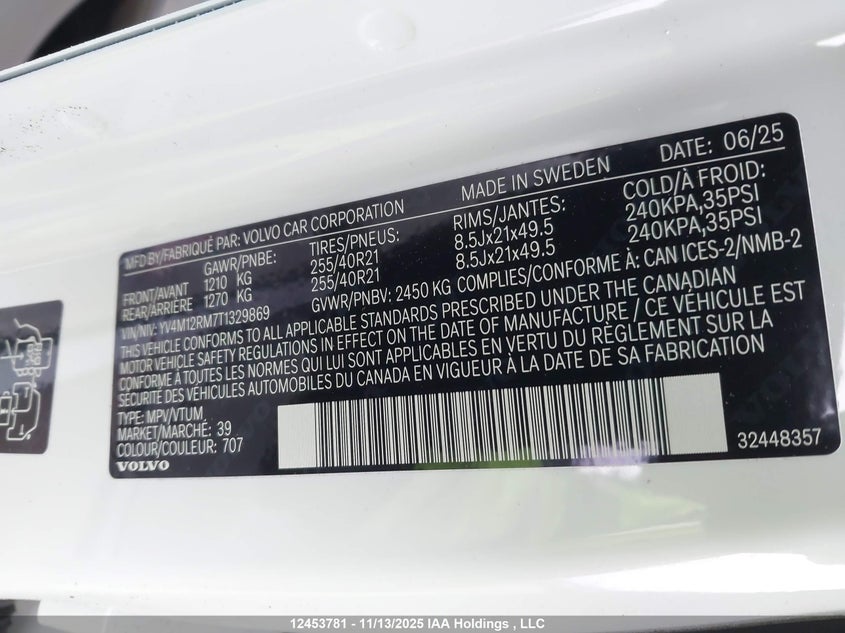 MFD BY/FABRIQUÉ PAR: VOLVO CAR CORPORATION MADE IN SWEDEN DATE: 06/25
GAWR/PNBE: TIRES/PNEUS: RIMS/JANTES: COLD/À FROID:
FRONT/AVANT 1210 KG 255/40R21 8.5Jx21x49.5 240KPA,35PSI
REAR/ARRIÈRE 1270 KG 255/40R21 8.5Jx21x49.5 240KPA,35PSI
GVWR/PNBV: 2450 KG COMPLIES/CONFORME À: CAN ICES-2/NMB-2
VIN/NIV: YV4M12RM7T1329869
THIS VEHICLE CONFORMS TO ALL APPLICABLE STANDARDS PRESCRIBED UNDER THE CANADIAN
MOTOR VEHICLE SAFETY REGULATIONS IN EFFECT ON THE DATE OF MANUFACTURE / CE VÉHICULE EST
CONFORME À TOUTES LES NORMES QUI LUI SONT APPLICABLES EN VERTU DU RÈGLEMENT SUR LA
SÉCURITÉ DES VÉHICULES AUTOMOBILES DU CANADA EN VIGUEUR À LA DATE DE SA FABRICATION
TYPE: MPV/VTUM
MARKET/MARCHE: 39
COLOUR/COULEUR: 707
VOLVO
32448357
12453781 - 11/13/2025 IAA Holdings , LLC